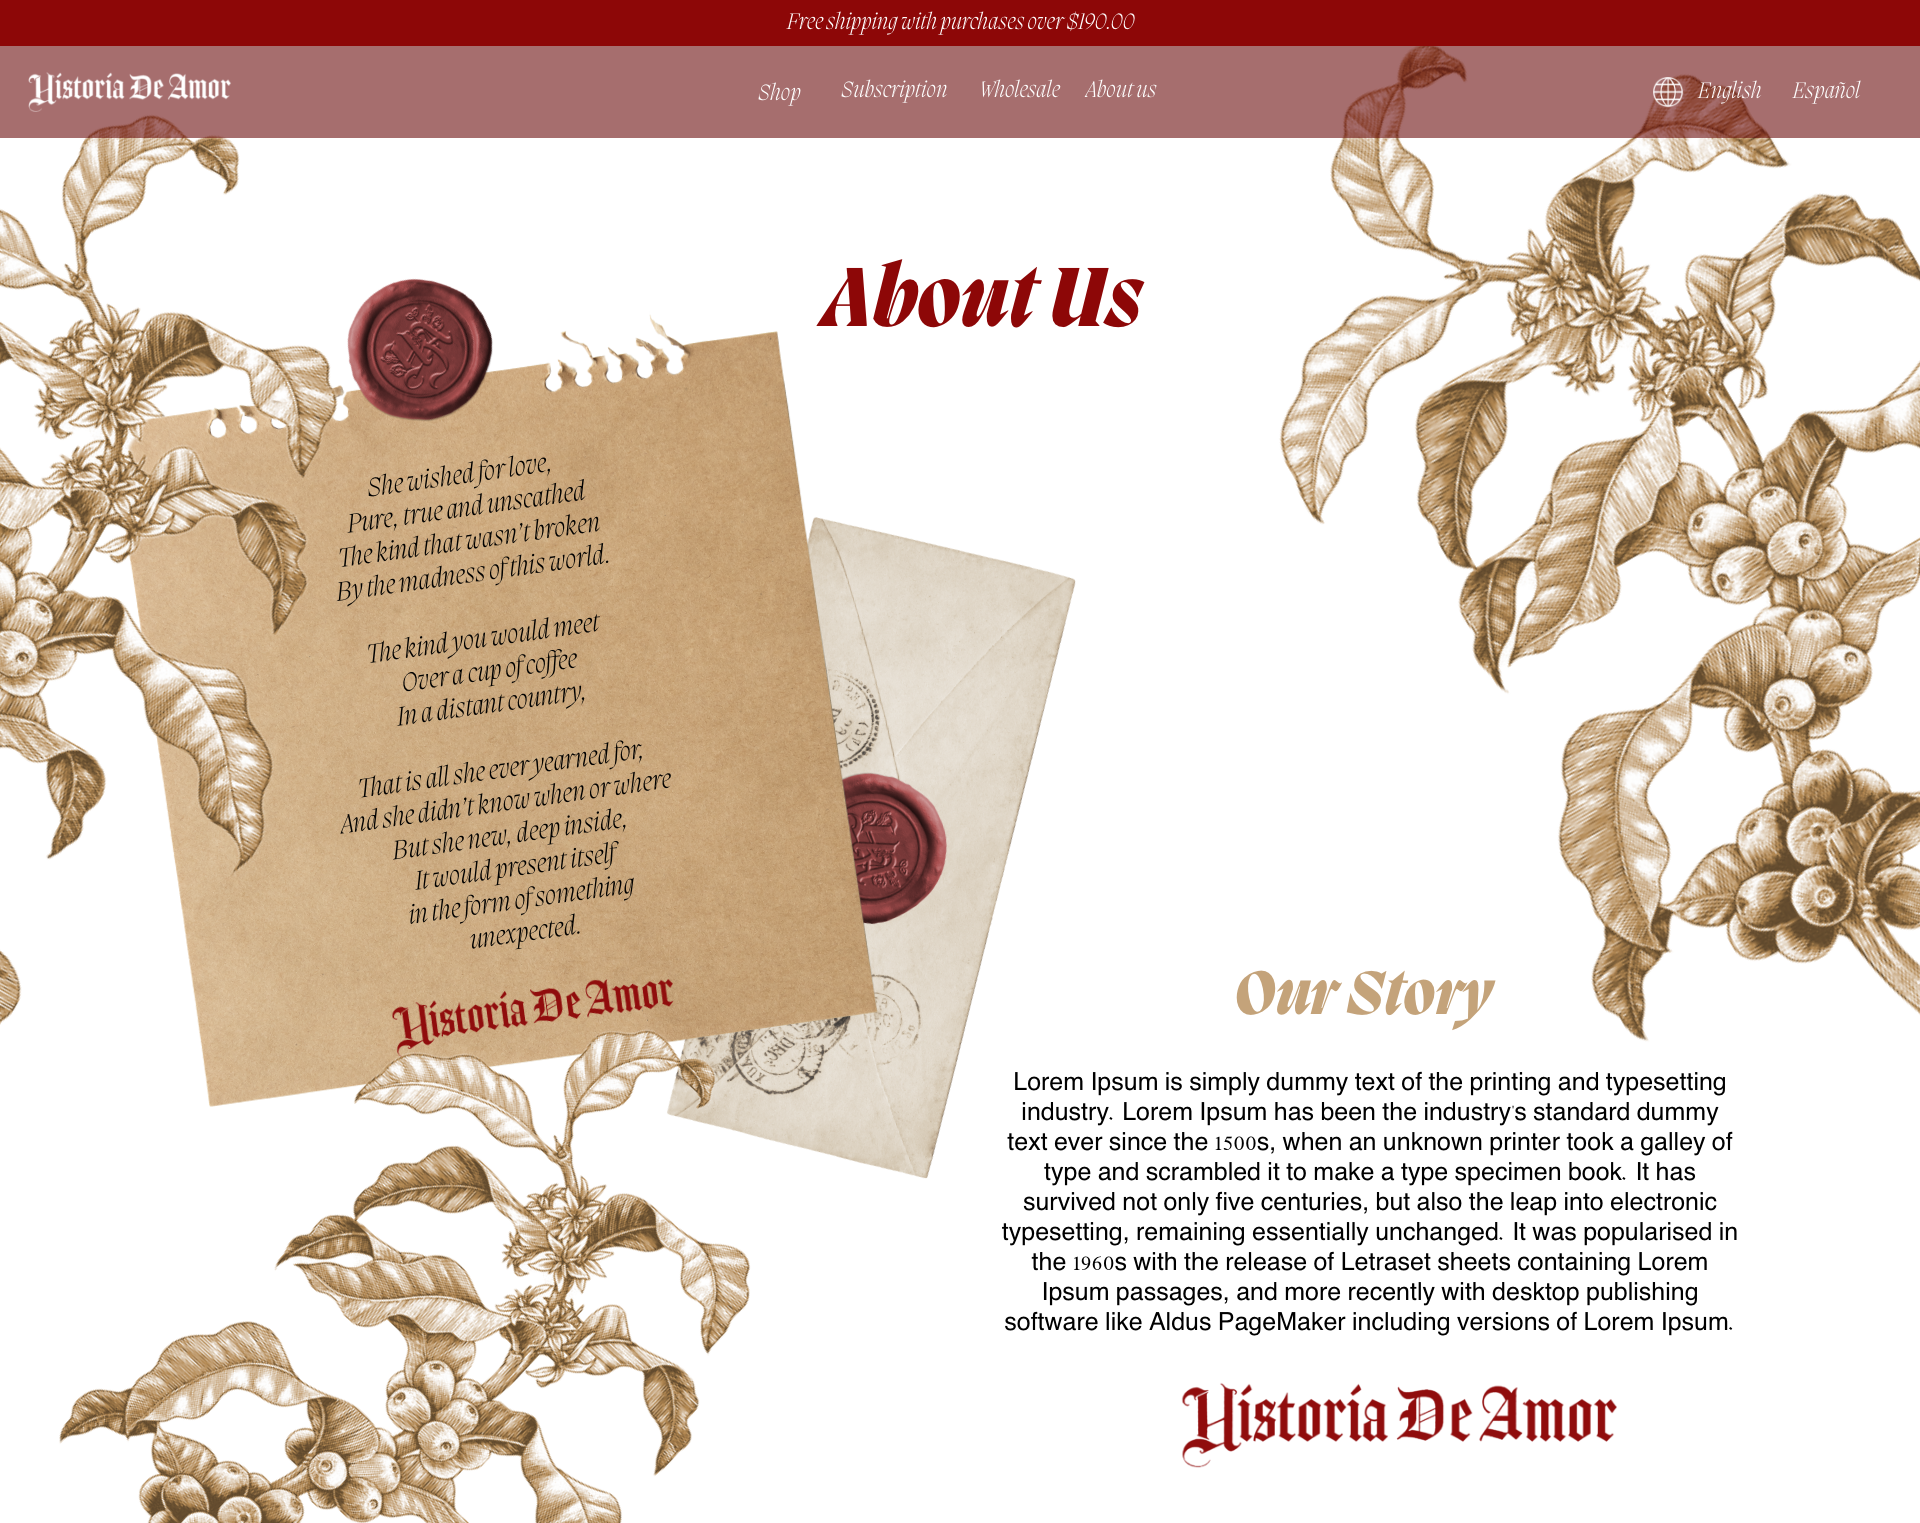 Free shipping with purchases over $190.00
Historia De Amor
Shop
Subscription
Wholesale
About us
English
Español
About Us
She wished for love,
Pure, true and unscathed
The kind that wasn't broken
By the madness of this world.
The kind you would meet
Over a cup of coffee
In a distant country,
That is all she ever yearned for,
And she didn't know when or where
But she new, deep inside,
It would present itself
in the form of something
unexpected.
Historia De Amor
Our Story
Lorem Ipsum is simply dummy text of the printing and typesetting
industry. Lorem Ipsum has been the industry's standard dummy
text ever since the 1500s, when an unknown printer took a galley of
type and scrambled it to make a type specimen book. It has
survived not only five centuries, but also the leap into electronic
typesetting, remaining essentially unchanged. It was popularised in
the 1960s with the release of Letraset sheets containing Lorem
Ipsum passages, and more recently with desktop publishing
software like Aldus PageMaker including versions of Lorem Ipsum.
Historia De Amor